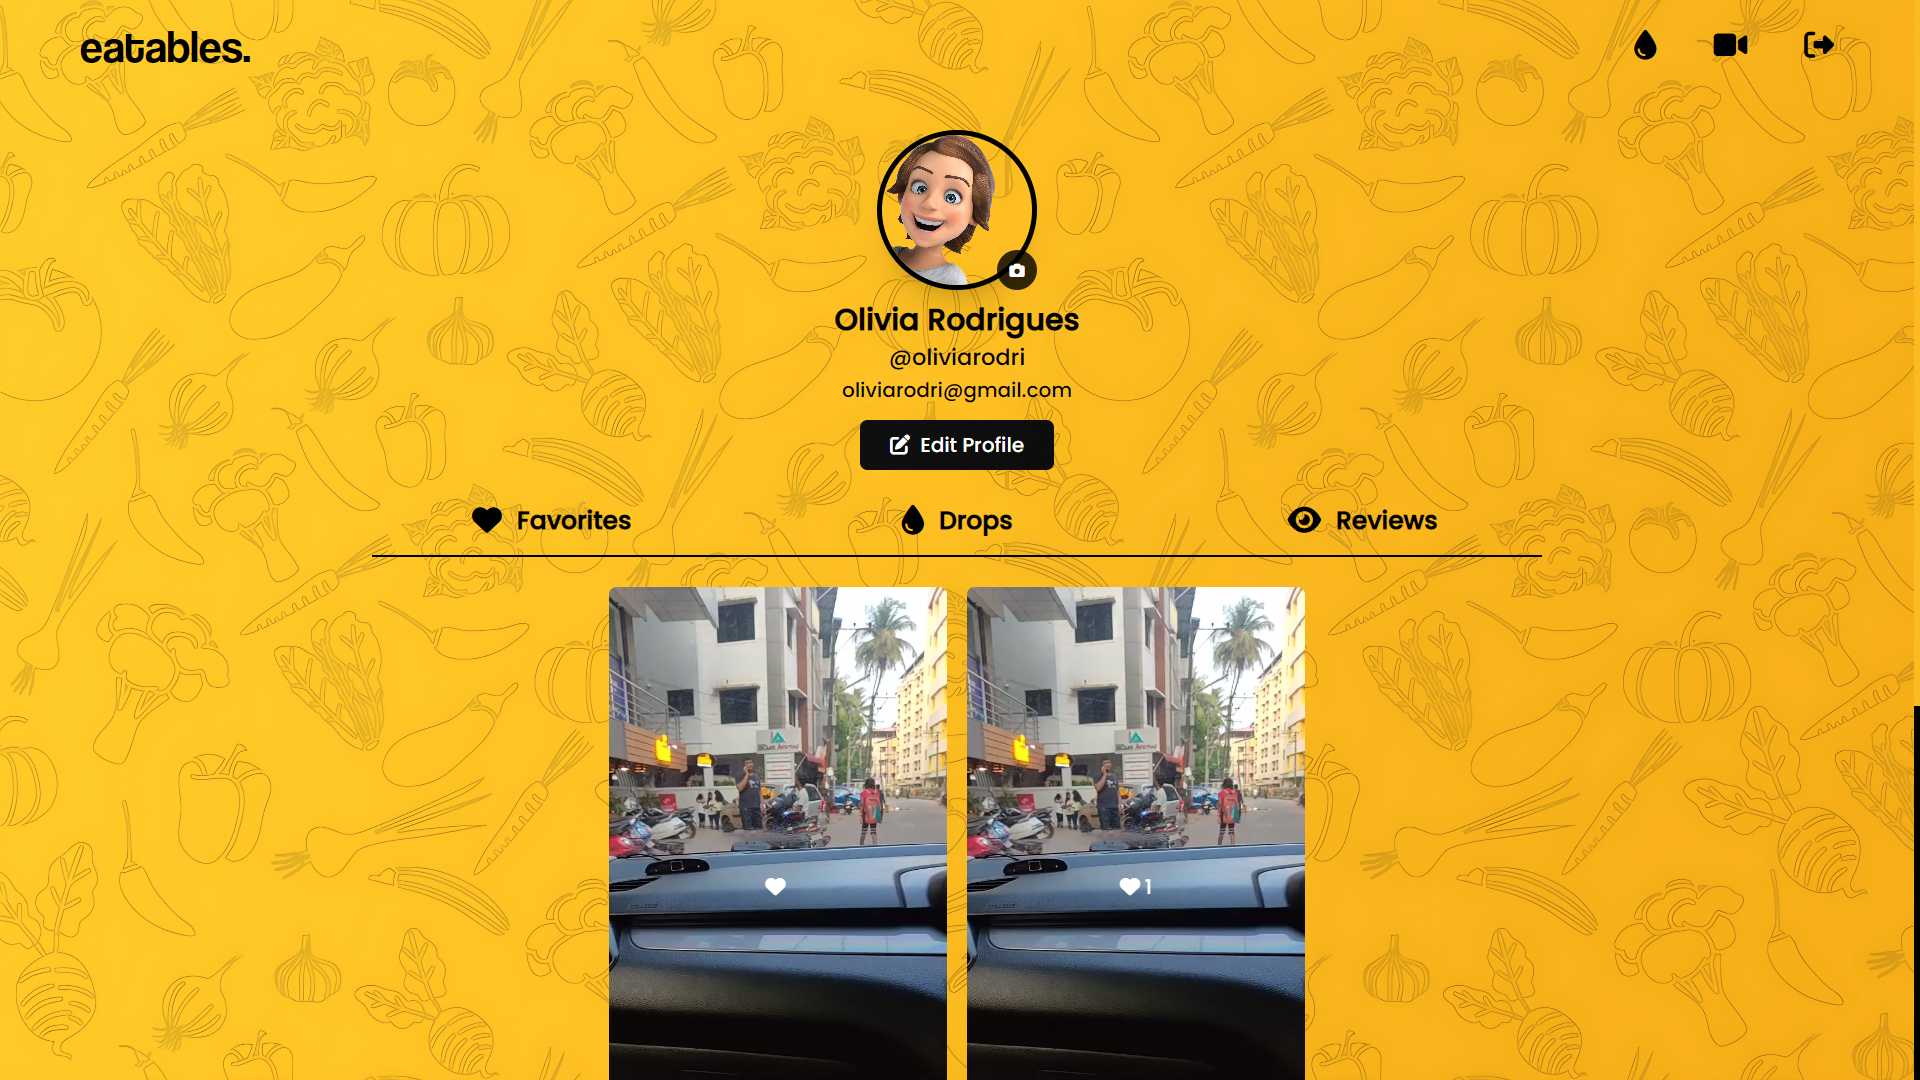 eatables.
Olivia Rodrigues
@oliviarodri
oliviarodri@gmail.com
Edit Profile
Favorites
Drops
Reviews
1